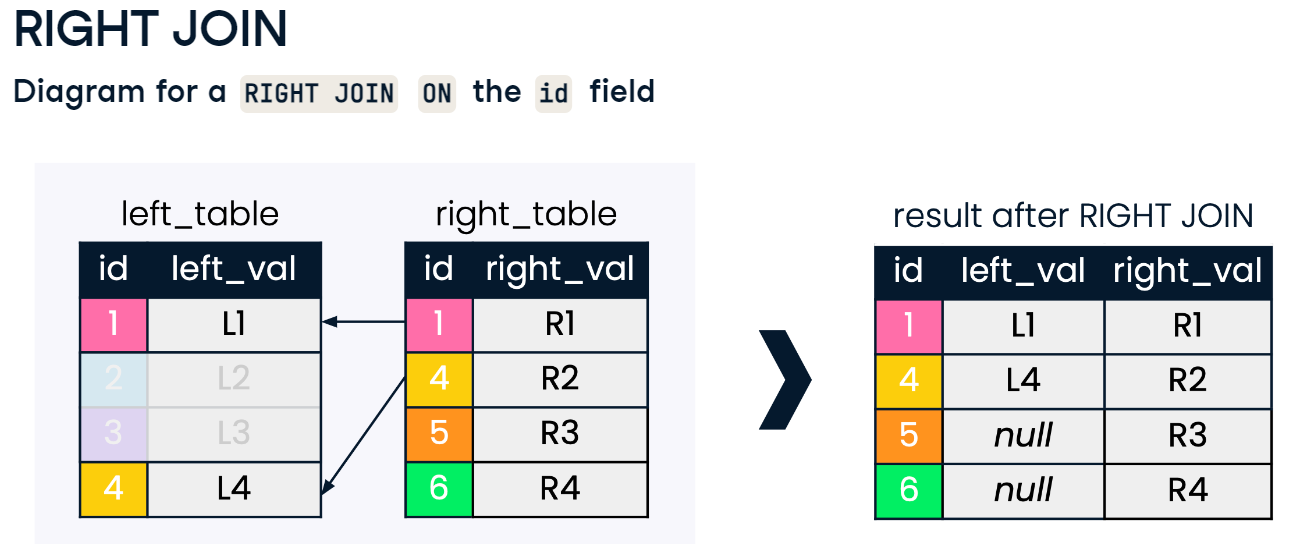 RIGHT JOIN
Diagram for a RIGHT JOIN ON the id field
left_table
id left_val
1 L1
2 L2
3 L3
4 L4
right_table
id right_val
1 R1
4 R2
5 R3
6 R4
result after RIGHT JOIN
id left_val right_val
1 L1 R1
4 L4 R2
5 null R3
6 null R4